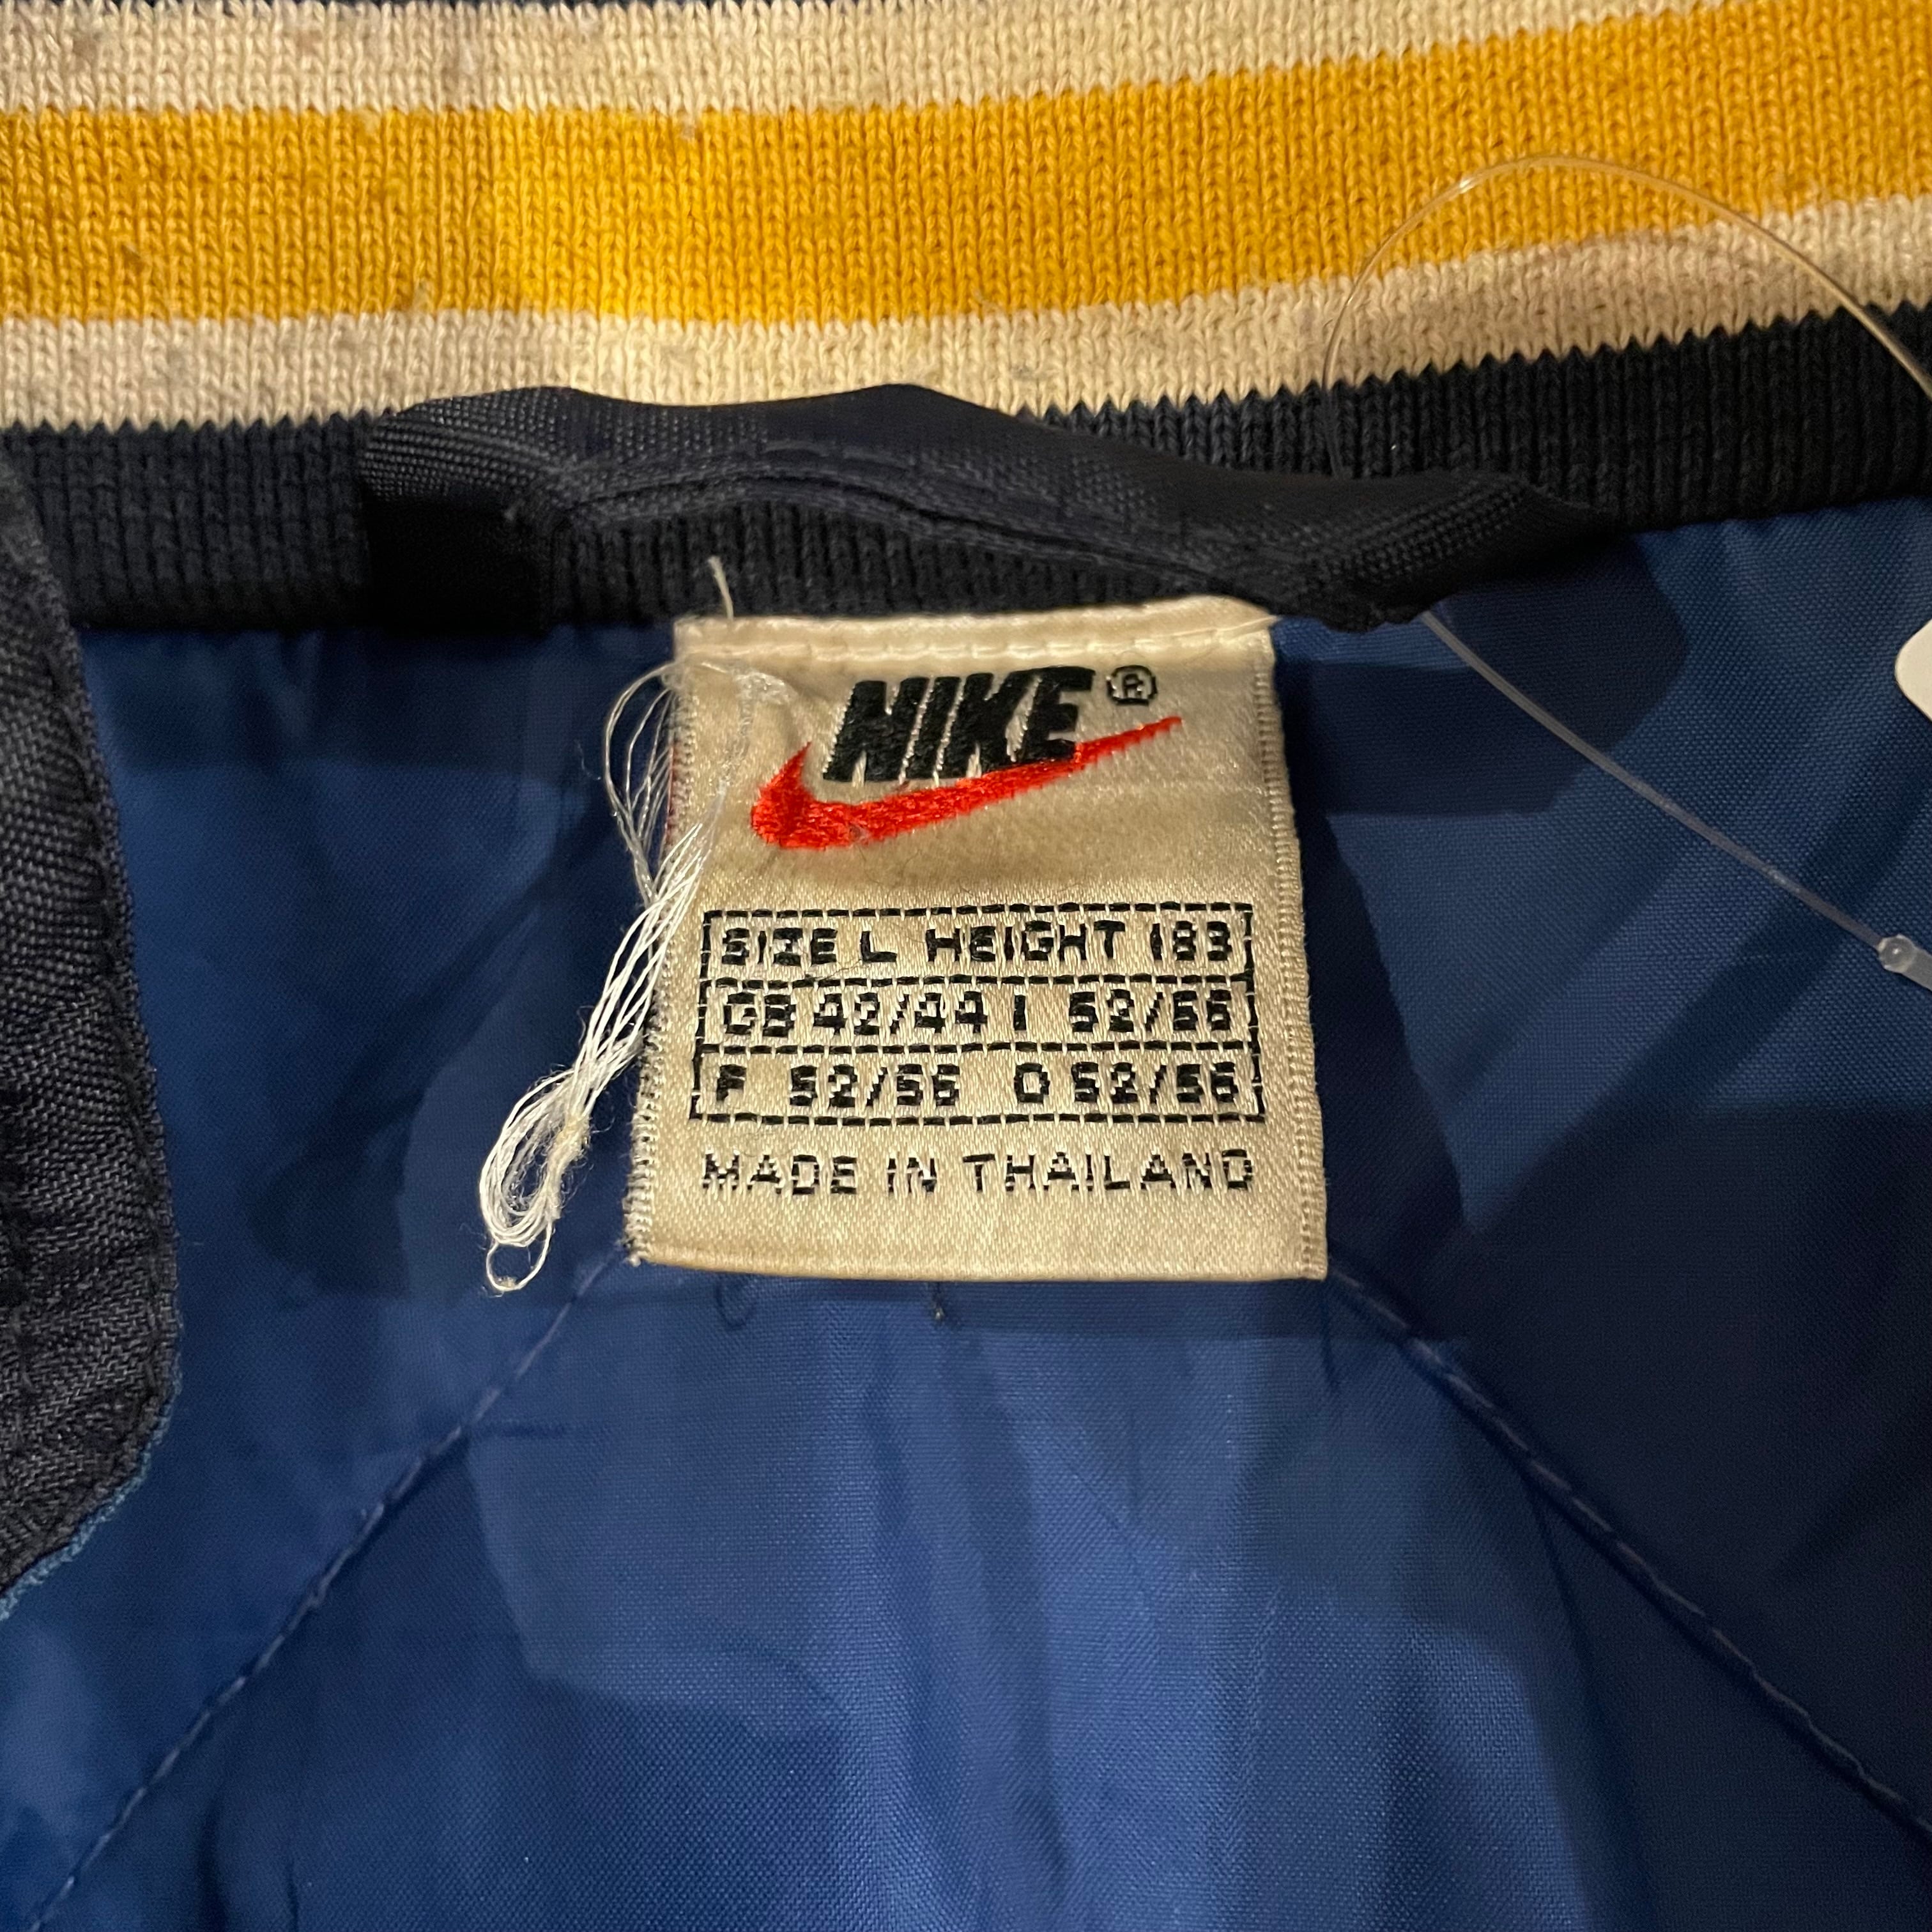 NIKE®
SIZE L HEIGHT 183
GB 42/44 I 52/56
F 52/56 D 52/56
MADE IN THAILAND